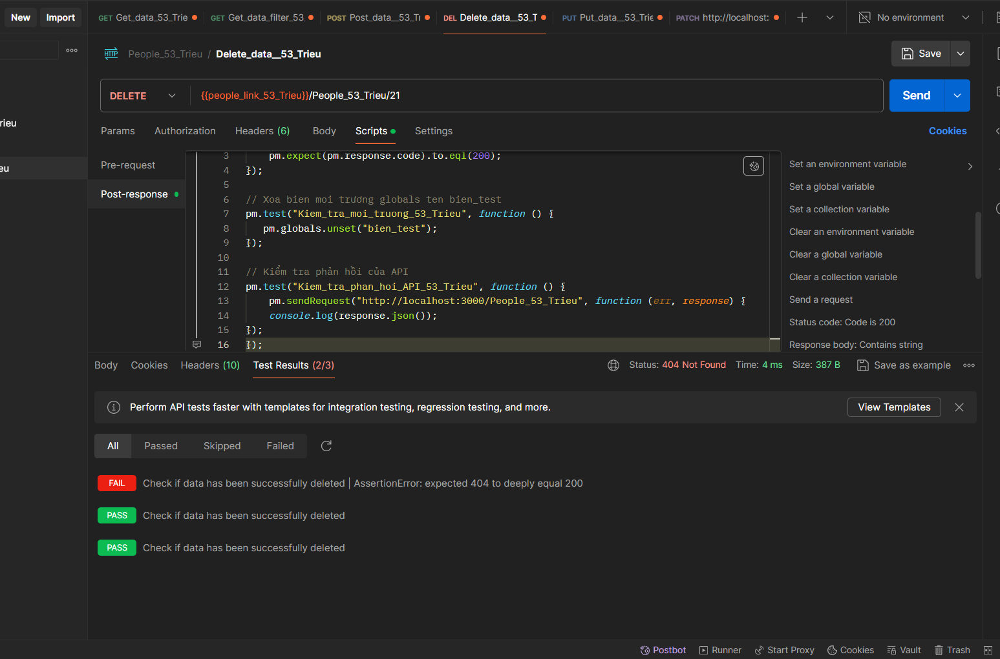 New
Import
GET Get_data_53_Trie
GET Get_data_filter_53_
POST Post_data__53_Tr
DEL Delete_data__53_T
PUT Put_data__53_Trie
PATCH http://localhost:
No environment
HTTP
People_53_Trieu / Delete_data__53_Trieu
Save
DELETE
{{people_link_53_Trieu}}/People_53_Trieu/21
Send
rieu
eu
Params
Authorization
Headers (6)
Body
Scripts
Settings
Cookies
Pre-request
Post-response
3 pm.expect(pm.response.code).to.eql(200);
4 });
5
6 // Xoa bien moi trương globals ten bien_test
7 pm.test("Kiem_tra_moi_truong_53_Trieu", function () {
8 pm.globals.unset("bien_test");
9 });
10
11 // Kiểm tra phản hồi của API
12 pm.test("Kiem_tra_phan_hoi_API_53_Trieu", function () {
13 pm.sendRequest("http://localhost:3000/People_53_Trieu", function (err, response) {
14 console.log(response.json());
15 });
16 });
Set an environment variable
Set a global variable
Set a collection variable
Clear an environment variable
Clear a global variable
Clear a collection variable
Send a request
Status code: Code is 200
Response body: Contains string
Body
Cookies
Headers (10)
Test Results (2/3)
Status: 404 Not Found
Time: 4 ms
Size: 387 B
Save as example
Perform API tests faster with templates for integration testing, regression testing, and more.
View Templates
All
Passed
Skipped
Failed
FAIL Check if data has been successfully deleted | AssertionError: expected 404 to deeply equal 200
PASS Check if data has been successfully deleted
PASS Check if data has been successfully deleted
Postbot
Runner
Start Proxy
Cookies
Vault
Trash